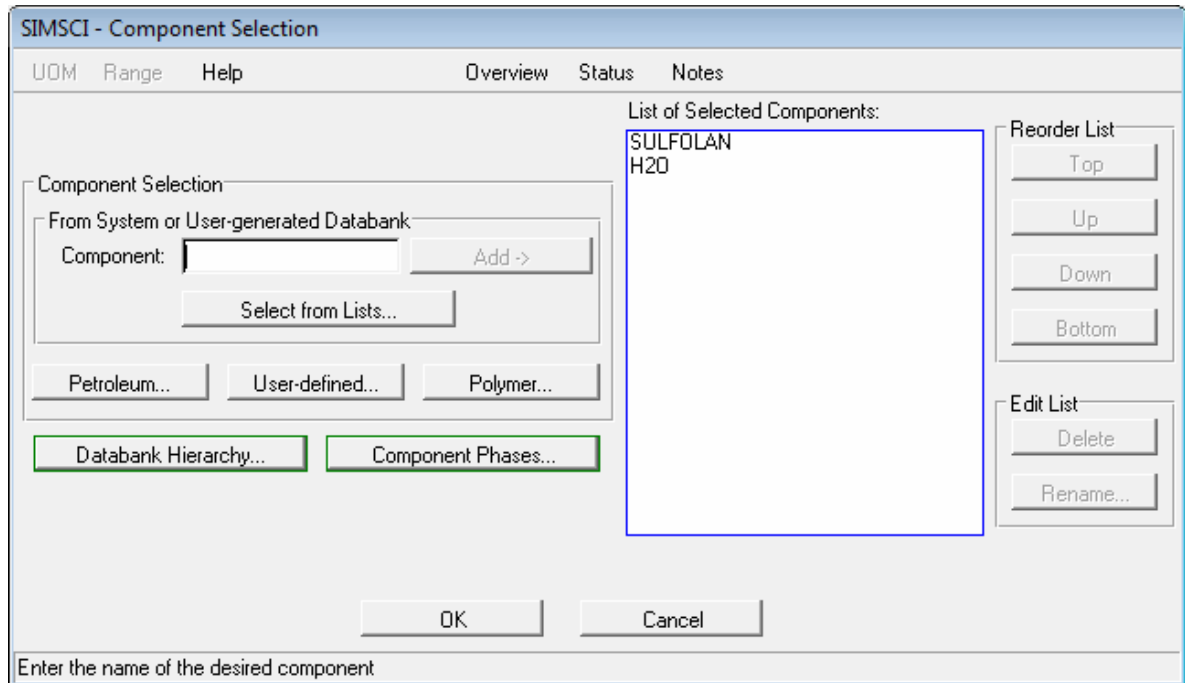 SIMSCI - Component Selection
UOM Range Help Overview Status Notes
List of Selected Components:
SULFOLAN
H2O
Reorder List
Top
Up
Down
Bottom
Component Selection
From System or User-generated Databank
Component: Add ->
Select from Lists...
Petroleum... User-defined... Polymer...
Databank Hierarchy... Component Phases...
Edit List
Delete
Rename...
OK Cancel
Enter the name of the desired component